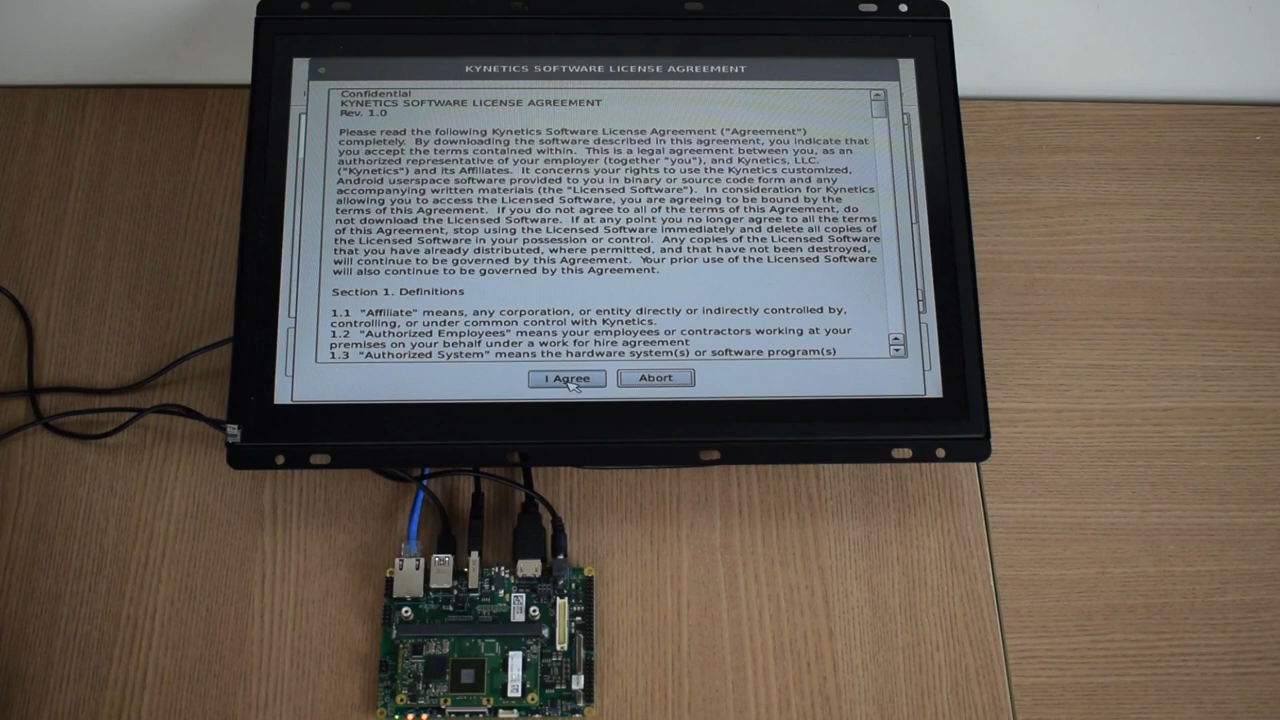 KYNETICS SOFTWARE LICENSE AGREEMENT
Confidential
KYNETICS SOFTWARE LICENSE AGREEMENT
Rev. 1.0
Please read the following Kynetics Software License Agreement ("Agreement")
completely.  By downloading the software described in this agreement, you indicate that
you accept the terms contained within.  This is a legal agreement between you, as an
authorized representative of your employer (together "you"), and Kynetics, LLC.
("Kynetics") and its Affiliates.  It concerns your rights to use the Kynetics customized,
Android userspace software provided to you in binary or source code form and any
accompanying written materials (the "Licensed Software").  In consideration for Kynetics
allowing you to access the Licensed Software, you are agreeing to be bound by the
terms of this Agreement.  If you do not agree to all of the terms of this Agreement, do
not download the Licensed Software.  If at any point you no longer agree to all the terms
of this Agreement, stop using the Licensed Software immediately and delete all copies of
the Licensed Software in your possession or control.  Any copies of the Licensed Software
that you have already distributed, where permitted, and that have not been destroyed,
will continue to be governed by this Agreement.  Your prior use of the Licensed Software
will also continue to be governed by this Agreement.
Section 1. Definitions
1.1  "Affiliate" means, any corporation, or entity directly or indirectly controlled by,
controlling, or under common control with Kynetics.
1.2  "Authorized Employees" means your employees or contractors working at your
premises on your behalf under a work for hire agreement
1.3  "Authorized System" means the hardware system(s) or software program(s)
I Agree
Abort